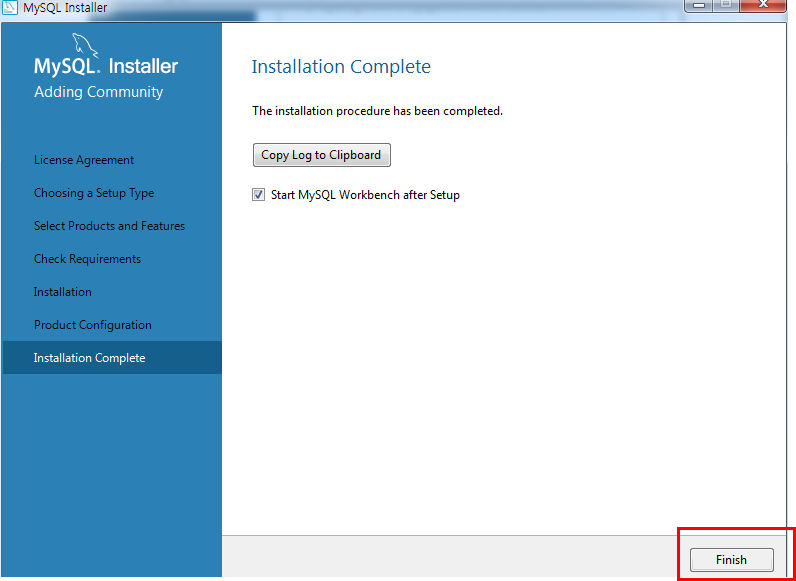 MySQL Installer
MySQL. Installer
Adding Community
License Agreement
Choosing a Setup Type
Select Products and Features
Check Requirements
Installation
Product Configuration
Installation Complete
Installation Complete
The installation procedure has been completed.
Copy Log to Clipboard
Start MySQL Workbench after Setup
Finish